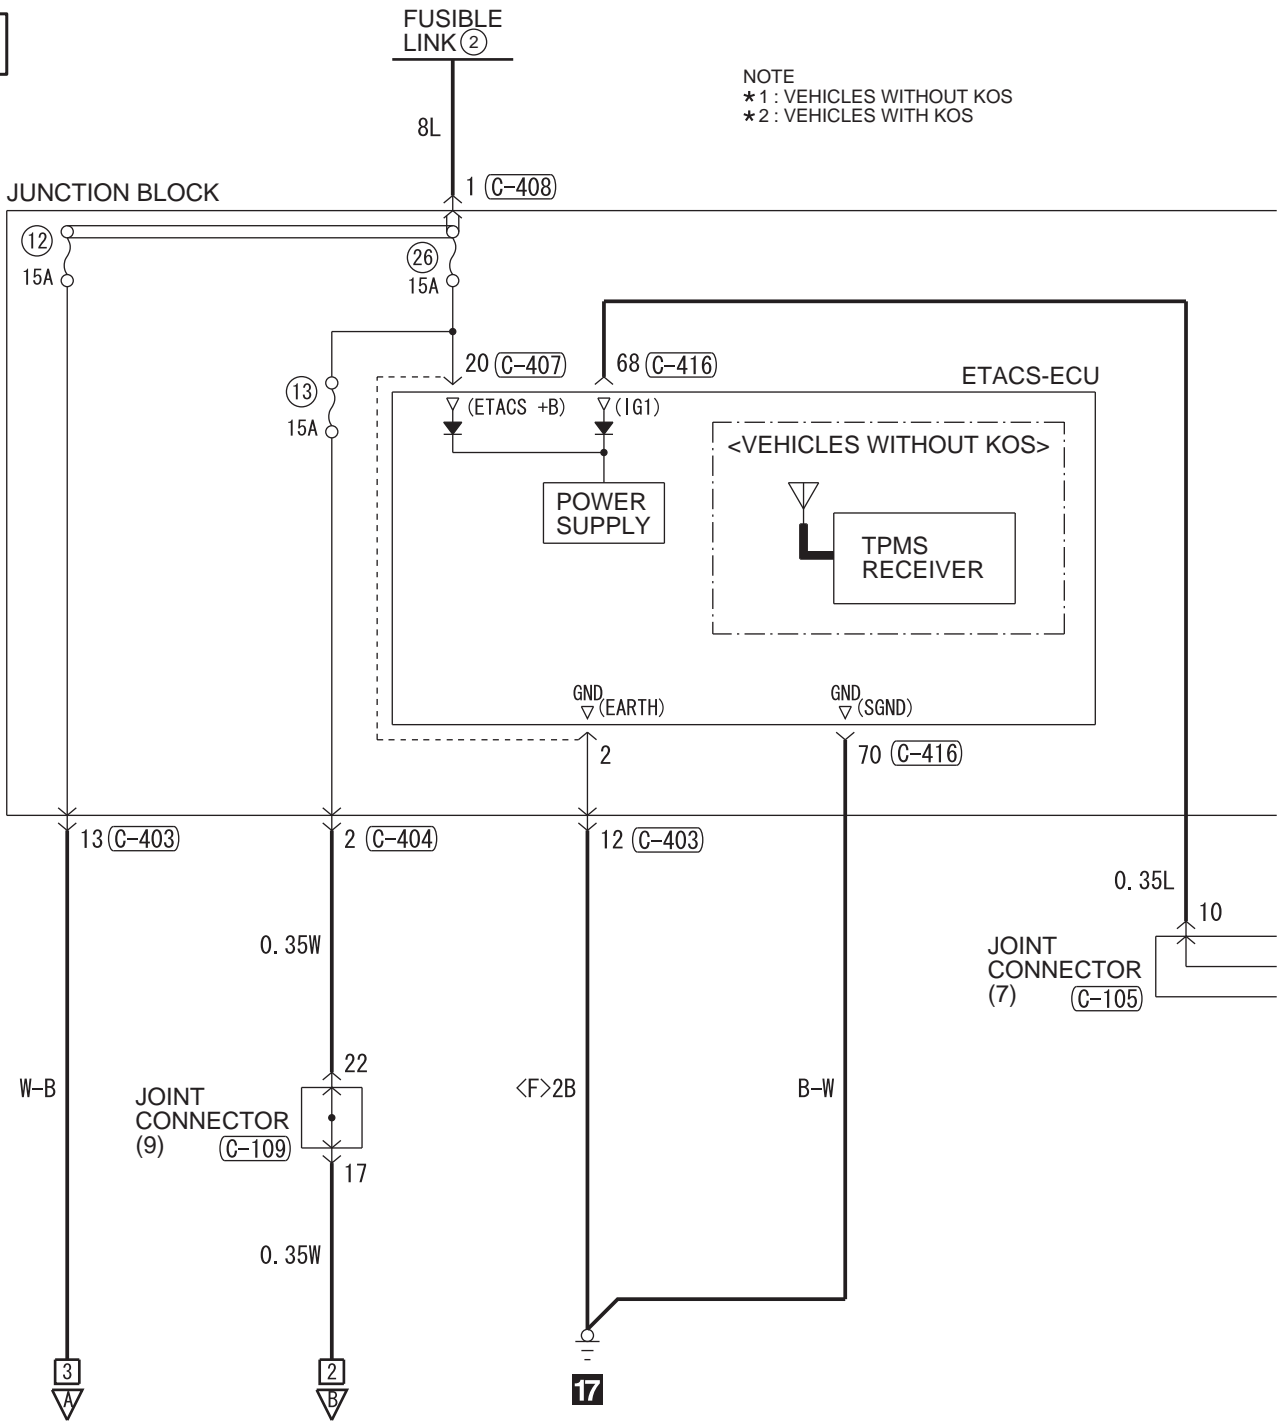 FUSIBLE
LINK ②
NOTE
*1 : VEHICLES WITHOUT KOS
*2 : VEHICLES WITH KOS
8L
1 (C-408)
JUNCTION BLOCK
12
15A
26
15A
13
15A
20 (C-407)
68 (C-416)
ETACS-ECU
(ETACS +B)
(IG1)
<VEHICLES WITHOUT KOS>
POWER
SUPPLY
TPMS
RECEIVER
GND
(EARTH)
GND
(SGND)
2
70 (C-416)
13 (C-403)
2 (C-404)
12 (C-403)
0.35L
10
JOINT
CONNECTOR
(7) (C-105)
0.35W
22
W-B
JOINT
CONNECTOR
(9) (C-109)
<F>2B
B-W
17
0.35W
3
A
2
B
17